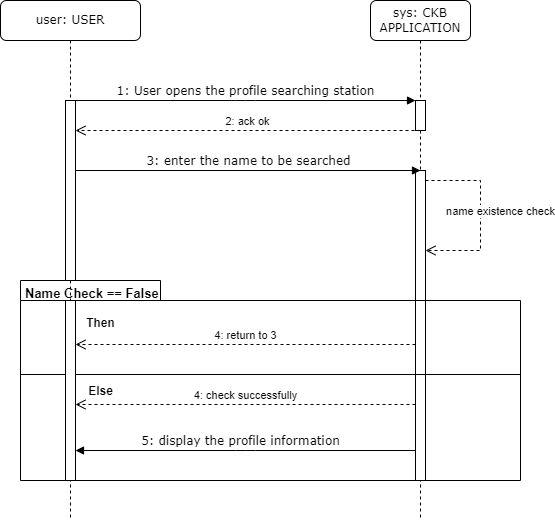 user: USER
sys: CKB
APPLICATION
1: User opens the profile searching station
2: ack ok
3: enter the name to be searched
name existence check
Name Check == False
Then
4: return to 3
Else
4: check successfully
5: display the profile information